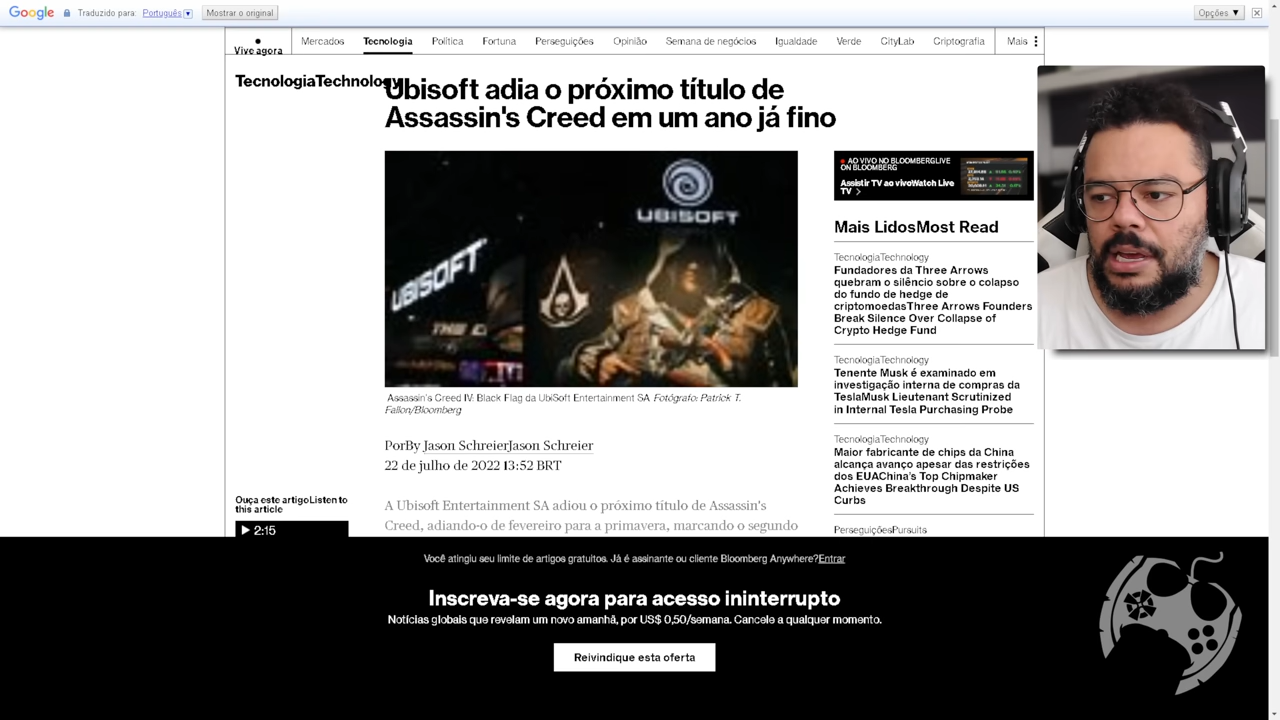 Google Traduzido para: Português Mostrar o original Opções
Vive agora
Mercados Tecnologia Política Fortuna Perseguições Opinião Semana de negócios Igualdade Verde CityLab Criptografia Mais
TecnologiaTechnology
Ubisoft adia o próximo título de
Assassin's Creed em um ano já fino
UBISOFT
UBISOFT
Assassin's Creed IV: Black Flag da UbiSoft Entertainment SA Fotógrafo: Patrick T.
Fallon/Bloomberg
PorBy Jason SchreierJason Schreier
22 de julho de 2022 13:52 BRT
Ouça este artigoListen to
this article
2:15
A Ubisoft Entertainment SA adiou o próximo título de Assassin's
Creed, adiando-o de fevereiro para a primavera, marcando o segundo
AO VIVO NO BLOOMBERGLIVE
ON BLOOMBERG
Assistir TV ao vivoWatch Live
TV
Mais LidosMost Read
TecnologiaTechnology
Fundadores da Three Arrows
quebram o silêncio sobre o colapso
do fundo de hedge de
criptomoedasThree Arrows Founders
Break Silence Over Collapse of
Crypto Hedge Fund
TecnologiaTechnology
Tenente Musk é examinado em
investigação interna de compras da
TeslaMusk Lieutenant Scrutinized
in Internal Tesla Purchasing Probe
TecnologiaTechnology
Maior fabricante de chips da China
alcança avanço apesar das restrições
dos EUAChina's Top Chipmaker
Achieves Breakthrough Despite US
Curbs
PerseguiçõesPursuits
Você atingiu seu limite de artigos gratuitos. Já é assinante ou cliente Bloomberg Anywhere?Entrar
Inscreva-se agora para acesso ininterrupto
Notícias globais que revelam um novo amanhã, por US$ 0,50/semana. Cancele a qualquer momento.
Reivindique esta oferta